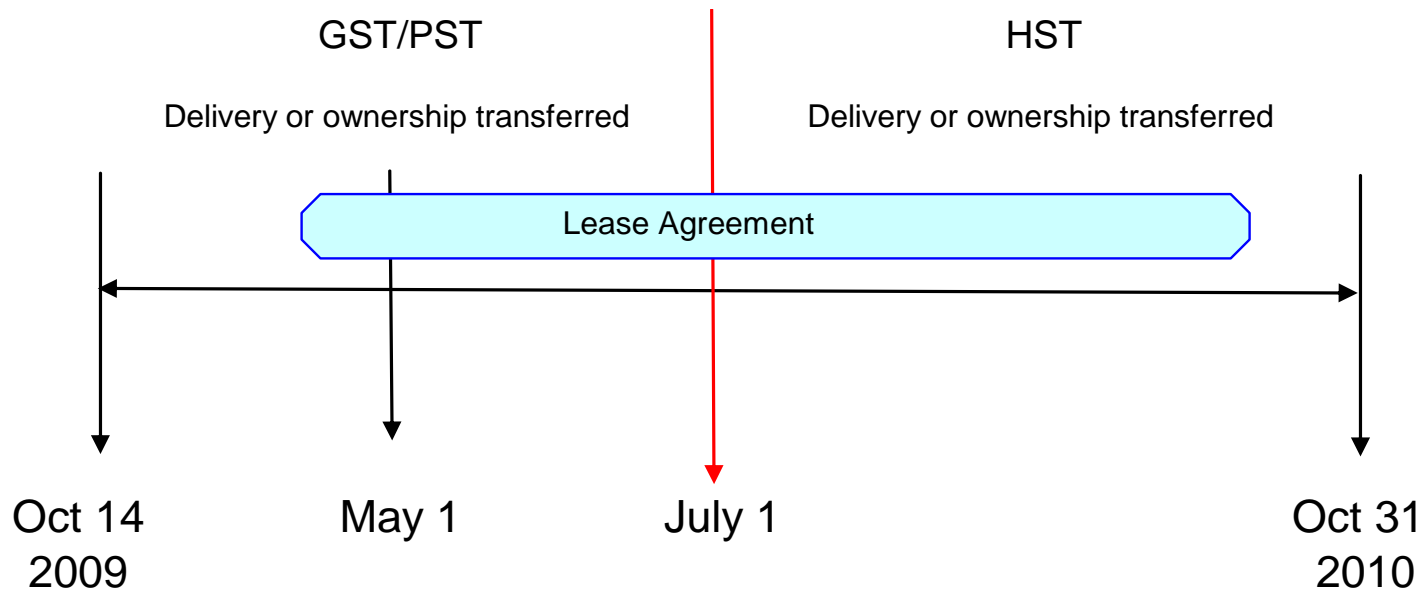 GST/PST
HST
Delivery or ownership transferred
Delivery or ownership transferred
Lease Agreement
Oct 14
2009
May 1
July 1
Oct 31
2010